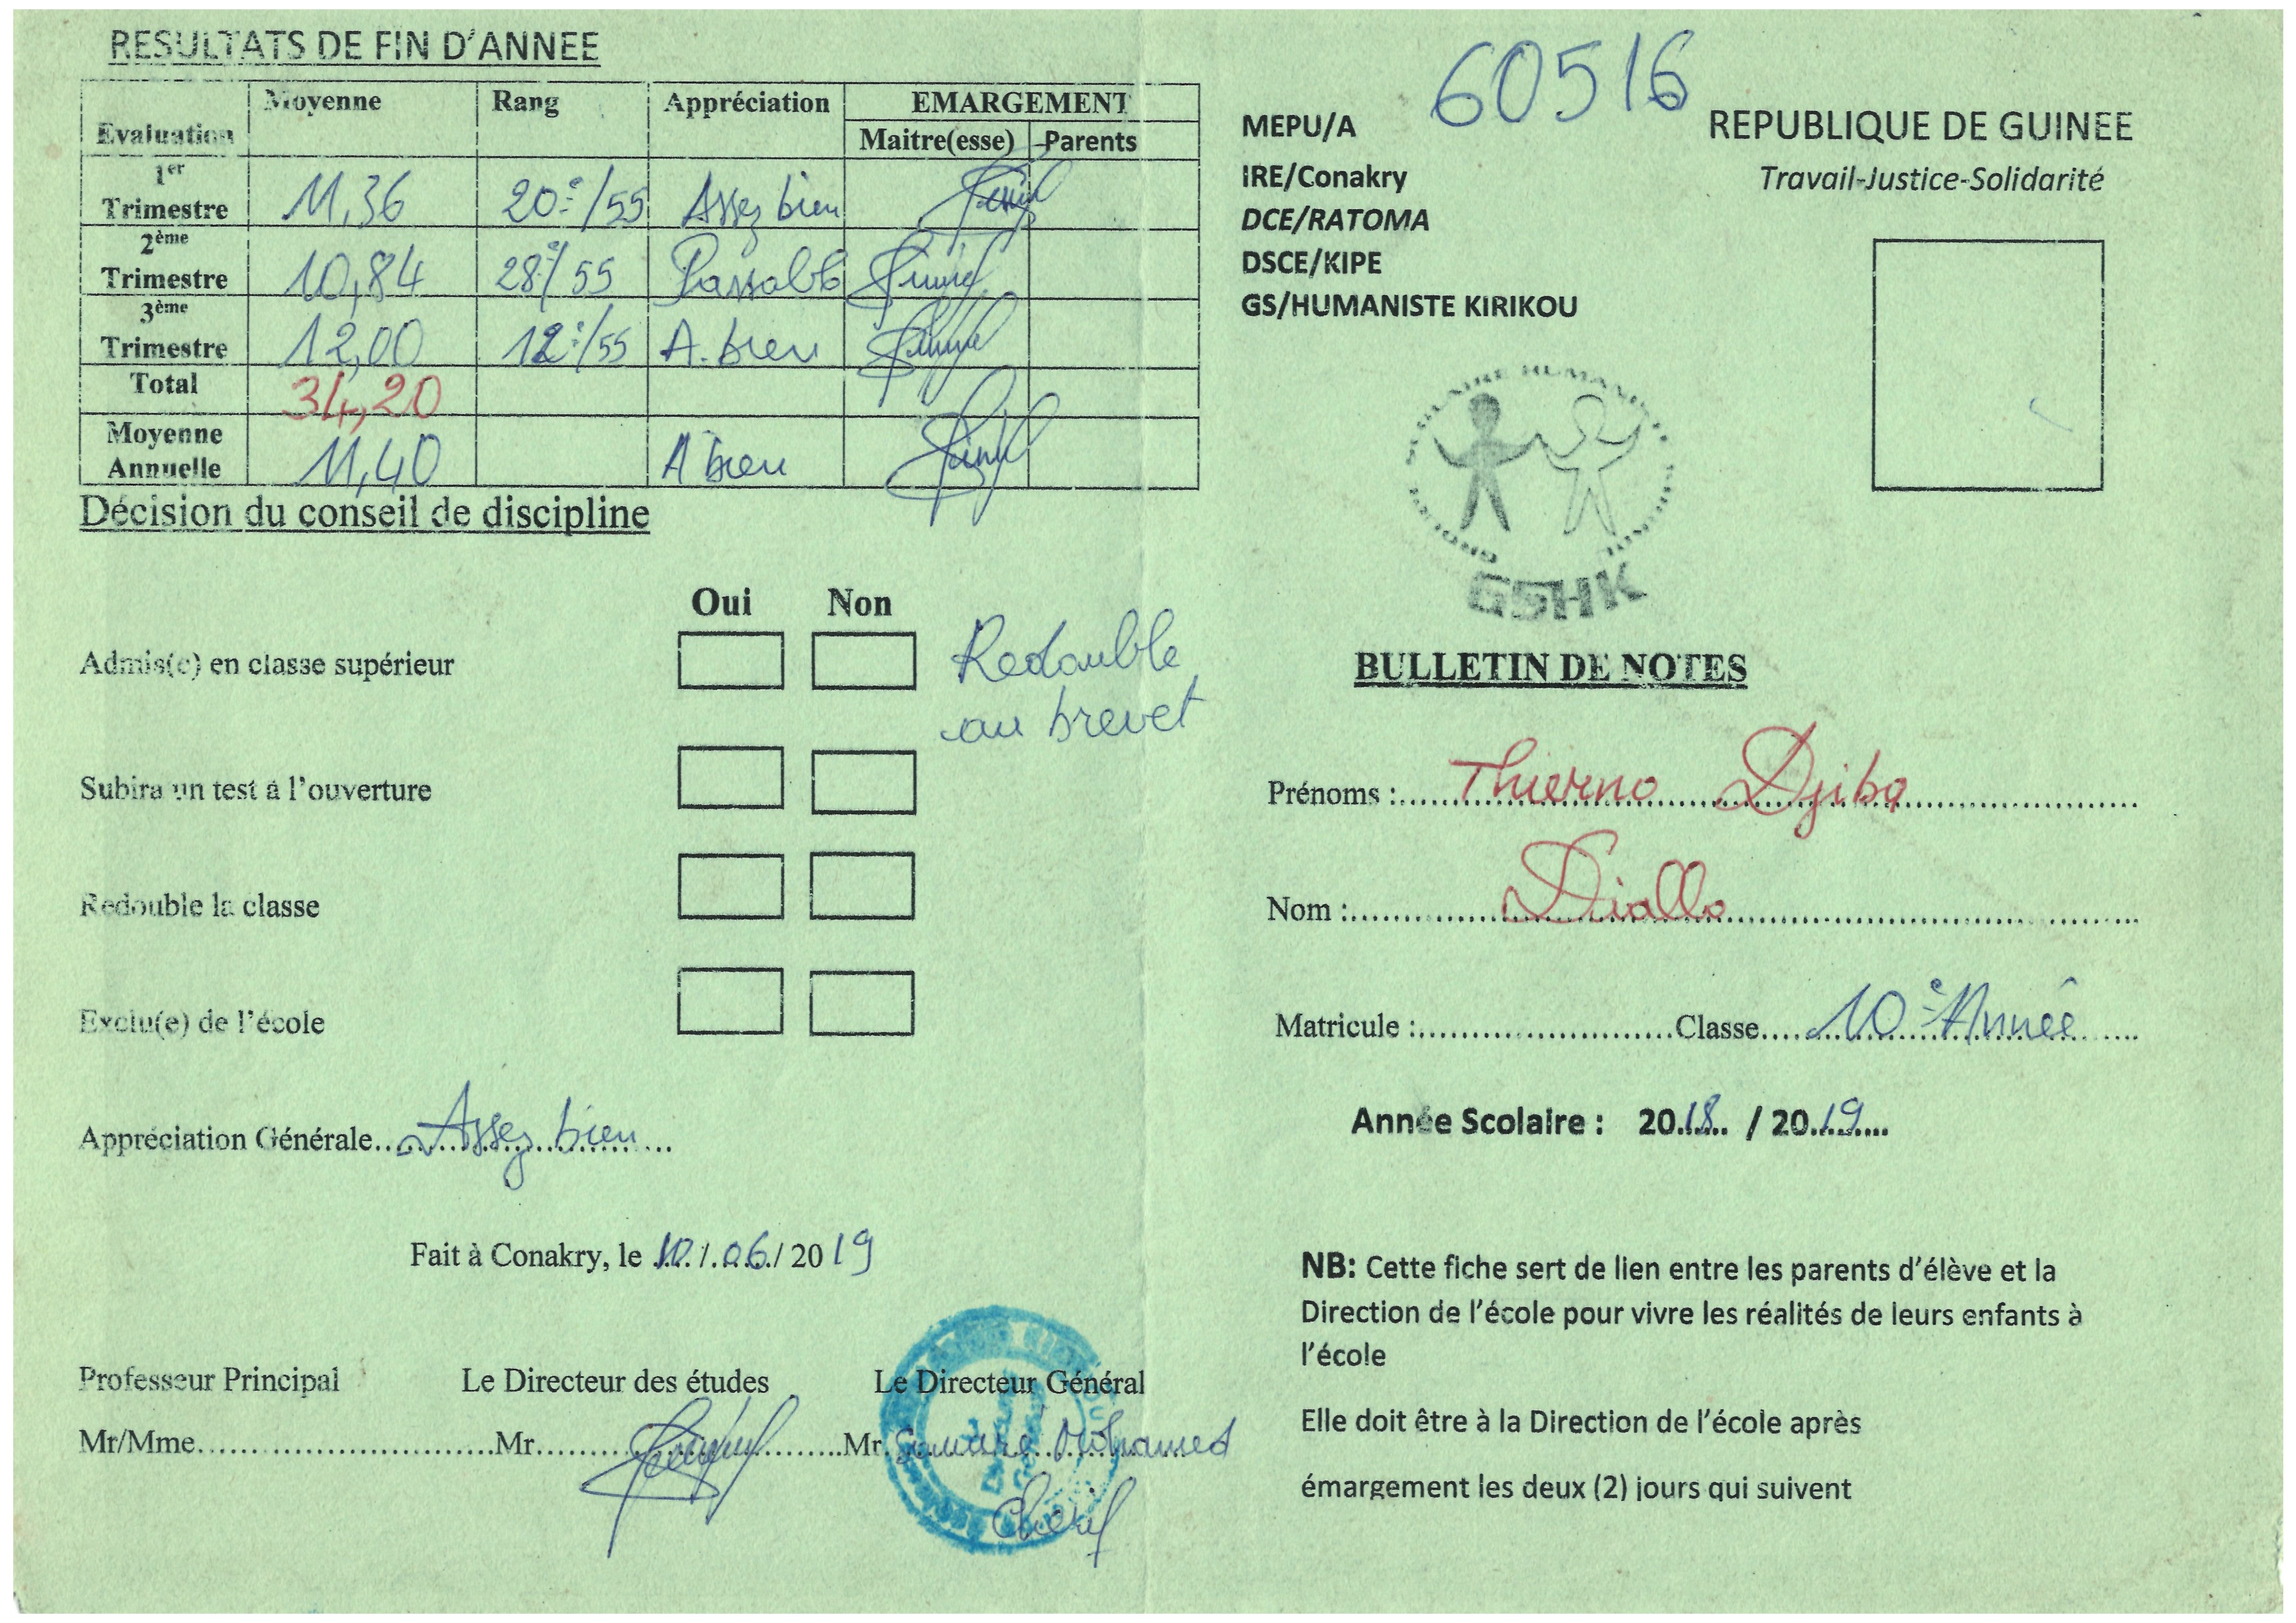 RESULTATS DE FIN D'ANNEE
Evaluation Moyenne Rang Appréciation EMARGEMENT
Maitre(esse) Parents
1er Trimestre 11,36 20e/55 Assez bien
2ème Trimestre 10,84 28e/55 Passable
3ème Trimestre 12,00 12e/55 A. bien
Total 34,20
Moyenne Annuelle 11,40 A bien
Décision du conseil de discipline
Oui Non
Admis(e) en classe supérieur
Redouble
au brevet
Subira un test à l'ouverture
Redouble la classe
Exclu(e) de l'école
Appréciation Générale.. Assez bien ...
Fait à Conakry, le 10/.06./ 2019
Professeur Principal Le Directeur des études Le Directeur Général
Mr/Mme..............................Mr..................Mr. Mohamed
Cherif
60516
MEPU/A
REPUBLIQUE DE GUINEE
Travail-Justice-Solidarité
IRE/Conakry
DCE/RATOMA
DSCE/KIPE
GS/HUMANISTE KIRIKOU
GSHK
BULLETIN DE NOTES
Prénoms : Thierno Djiba
Nom : Diallo
Matricule :..........................Classe.... 10e Année
Année Scolaire : 20.18.. / 20.19....
NB: Cette fiche sert de lien entre les parents d'élève et la
Direction de l'école pour vivre les réalités de leurs enfants à
l'école
Elle doit être à la Direction de l'école après
émargement les deux (2) jours qui suivent